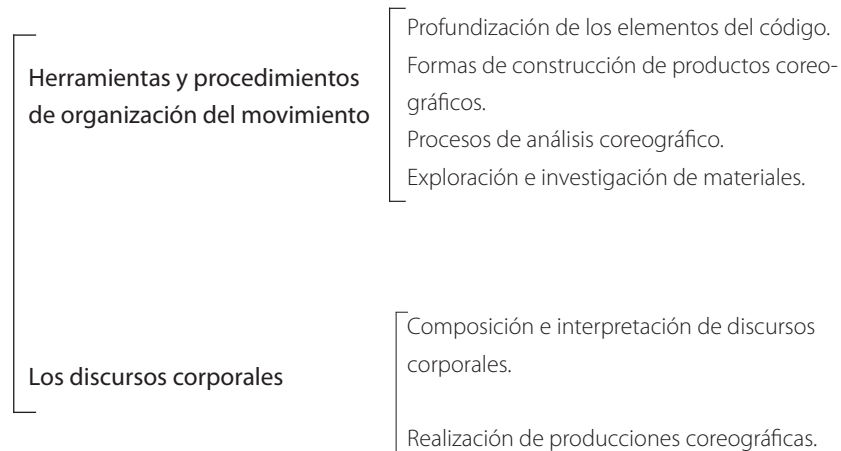 Herramientas y procedimientos
de organización del movimiento
Profundización de los elementos del código.
Formas de construcción de productos coreo-
gráficos.
Procesos de análisis coreográfico.
Exploración e investigación de materiales.
Los discursos corporales
Composición e interpretación de discursos
corporales.
Realización de producciones coreográficas.